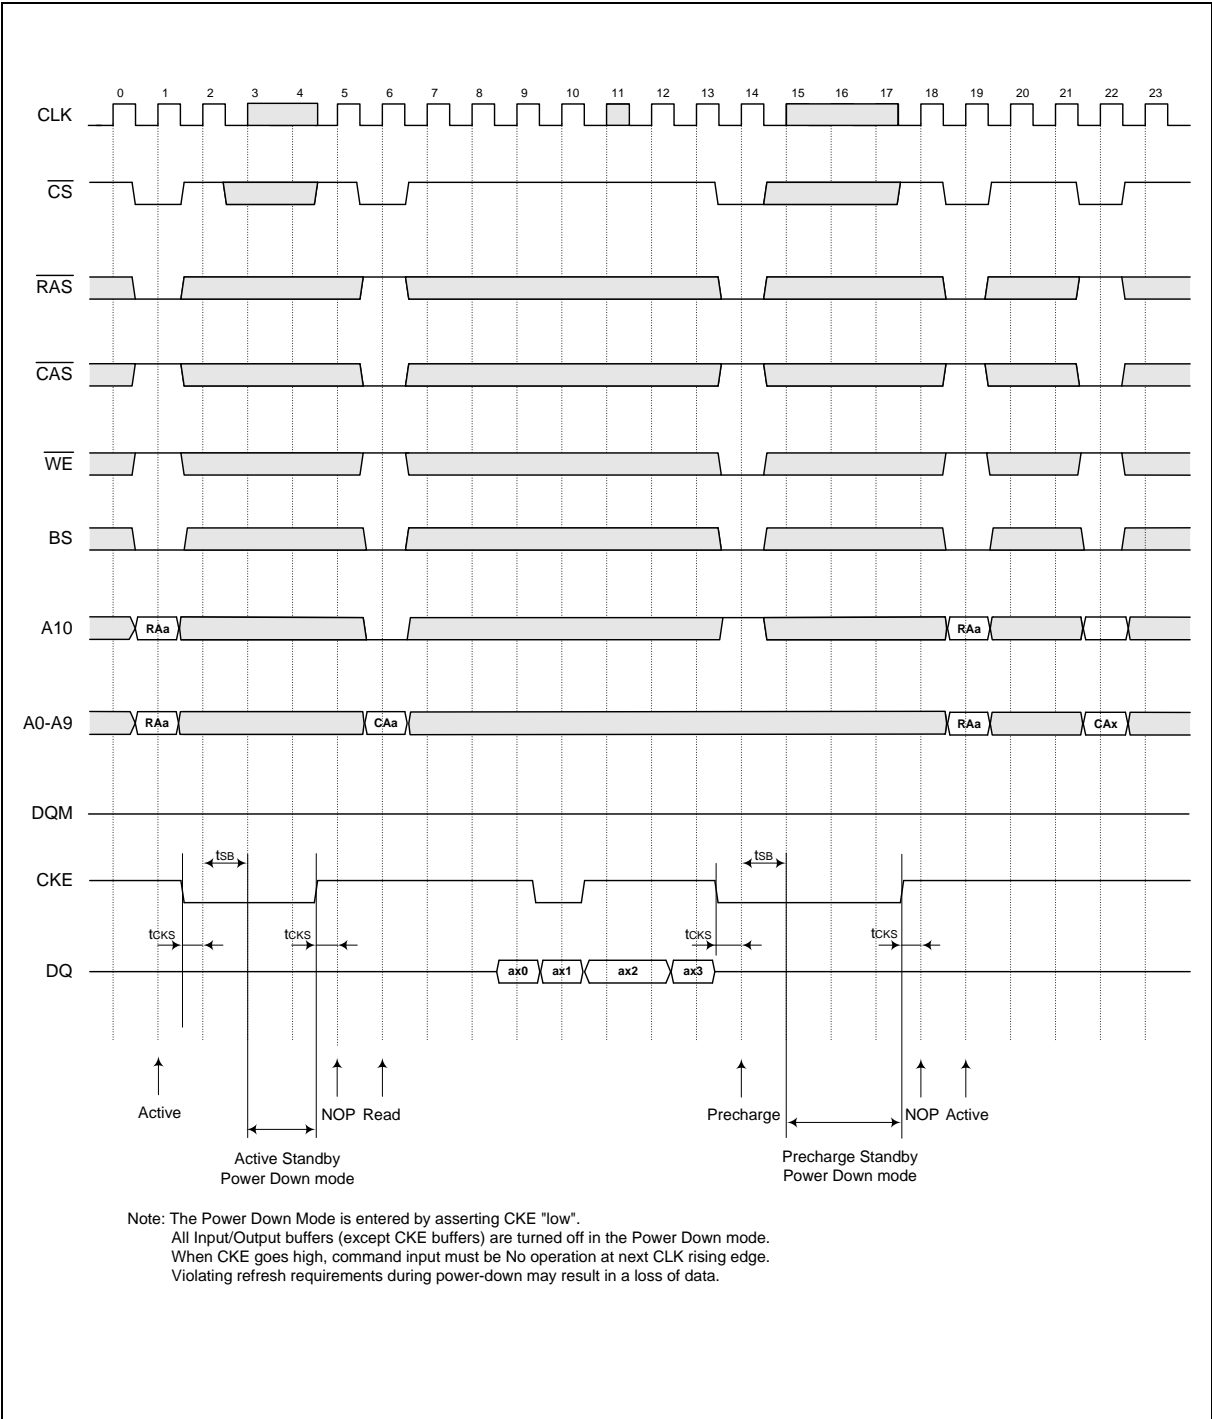 0 1 2 3 4 5 6 7 8 9 10 11 12 13 14 15 16 17 18 19 20 21 22 23
CLK
CS
RAS
CAS
WE
BS
A10 RAa RAa
A0-A9 RAa CAa RAa CAx
DQM
tSB tSB
CKE
tCKS tCKS tCKS tCKS
DQ ax0 ax1 ax2 ax3
Active NOP Read Precharge NOP Active
Active Standby
Power Down mode
Precharge Standby
Power Down mode
Note: The Power Down Mode is entered by asserting CKE "low".
All Input/Output buffers (except CKE buffers) are turned off in the Power Down mode.
When CKE goes high, command input must be No operation at next CLK rising edge.
Violating refresh requirements during power-down may result in a loss of data.